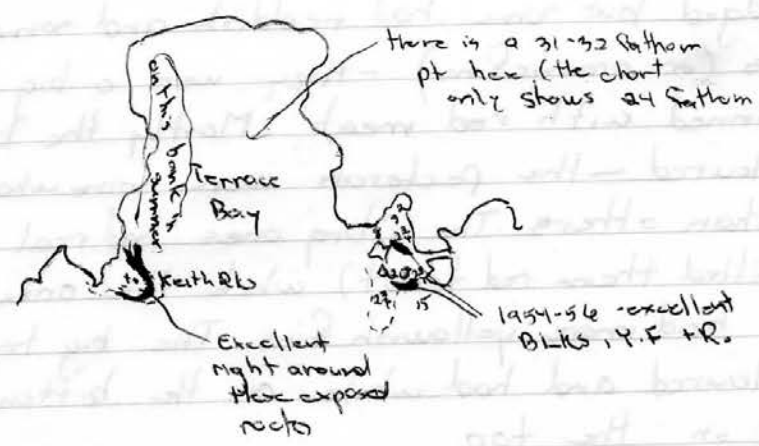 there is a 31-32 fathom
pt here (the chart
only shows 24 fathom
on this bank in summer
Terrace
Bay
Keith Rks
Excellent
right around
these exposed
rocks
27
15
1954-56 - excellent
BLKS, Y.F + R.